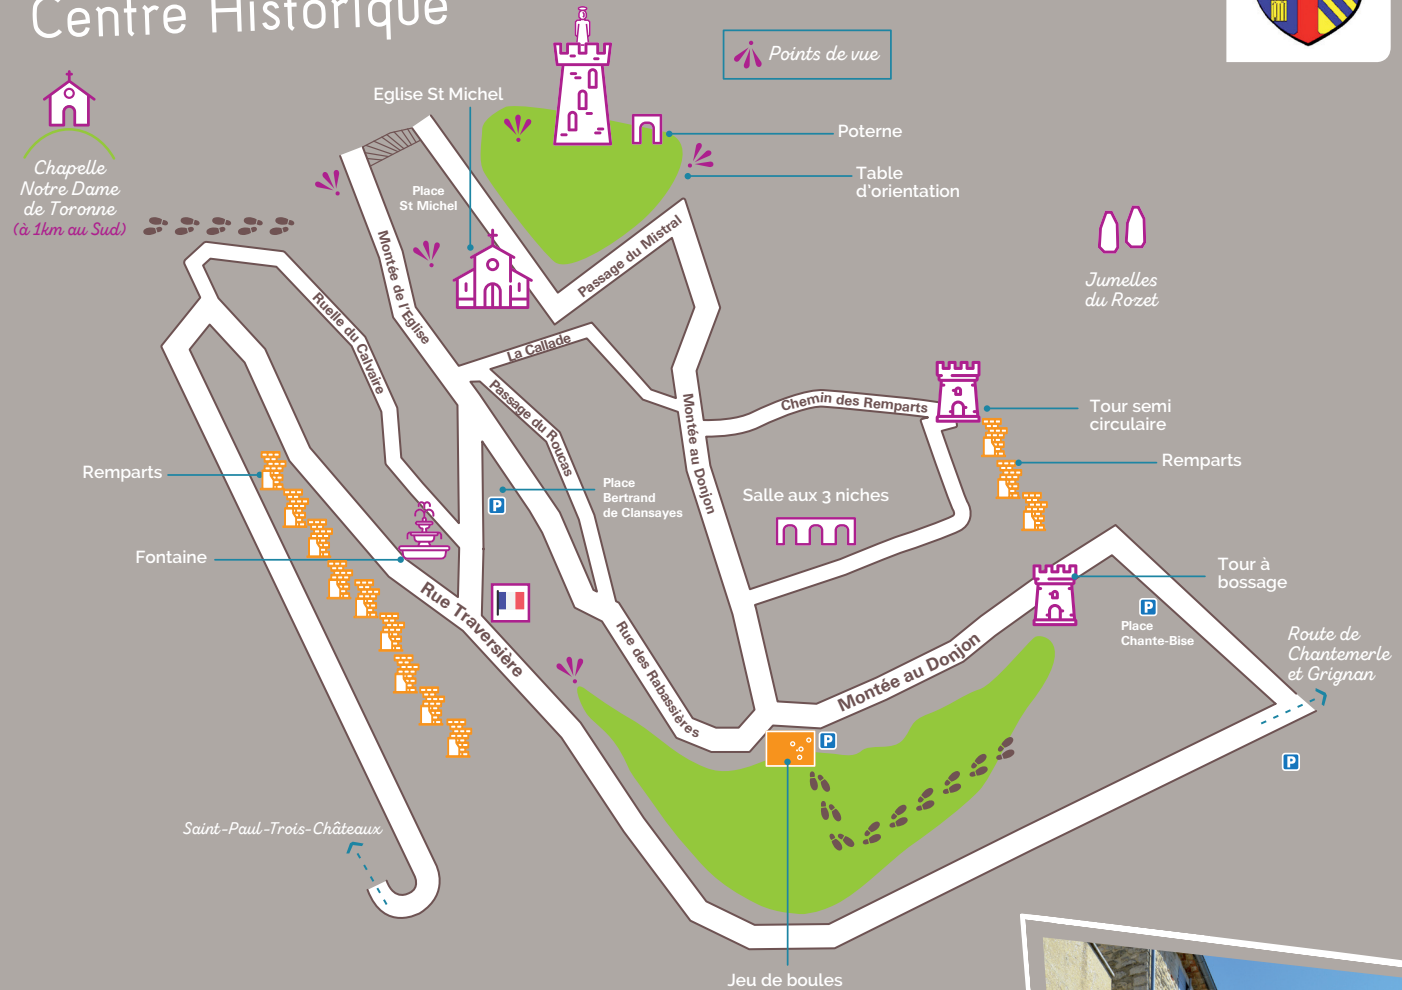 Centre Historique
Points de vue
Eglise St Michel
Poterne
Table
d'orientation
Chapelle
Notre Dame
de Toronne
(à 1km au Sud)
Place
St Michel
Montée de l'Eglise
Passage du Mistral
Jumelles
du Rozet
Ruelle du Calvaire
La Callade
Passage du Roucas
Montée au Donjon
Chemin des Remparts
Tour semi
circulaire
Remparts
Remparts
Place
Bertrand
de Clansayes
P
Salle aux 3 niches
Fontaine
Rue Traversière
Rue des Rabassières
Tour à
bossage
P
Place
Chante-Bise
Montée au Donjon
Route de
Chantemerle
et Grignan
P
P
Saint-Paul-Trois-Châteaux
Jeu de boules